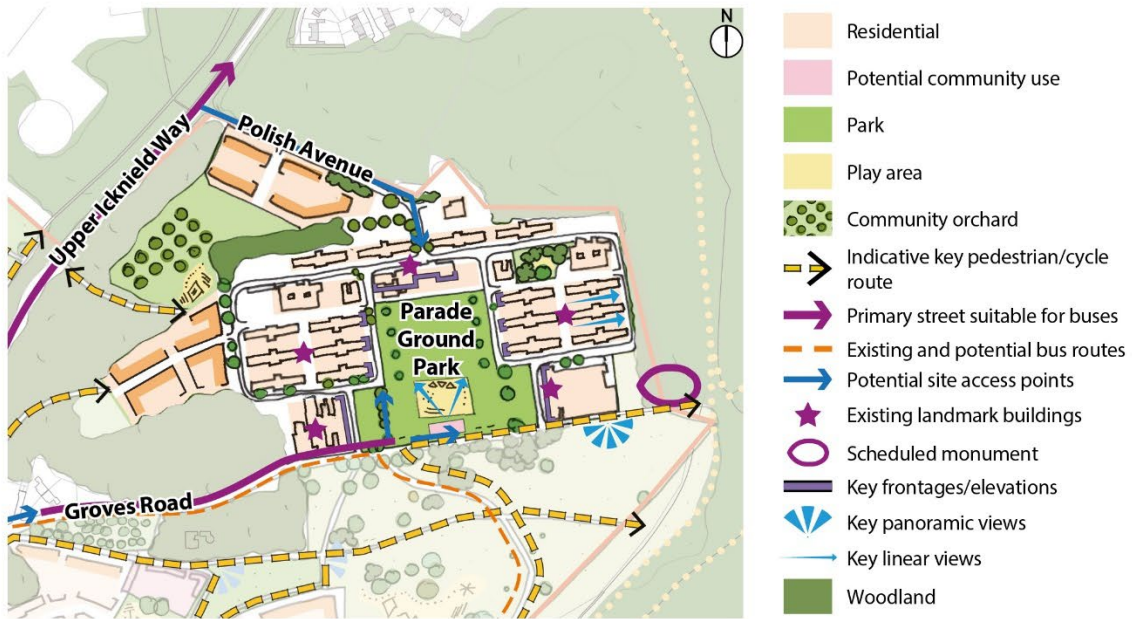 N
Upper Icknield Way
Polish Avenue
Parade
Ground
Park
Groves Road
Residential
Potential community use
Park
Play area
Community orchard
Indicative key pedestrian/cycle
route
Primary street suitable for buses
Existing and potential bus routes
Potential site access points
Existing landmark buildings
Scheduled monument
Key frontages/elevations
Key panoramic views
Key linear views
Woodland